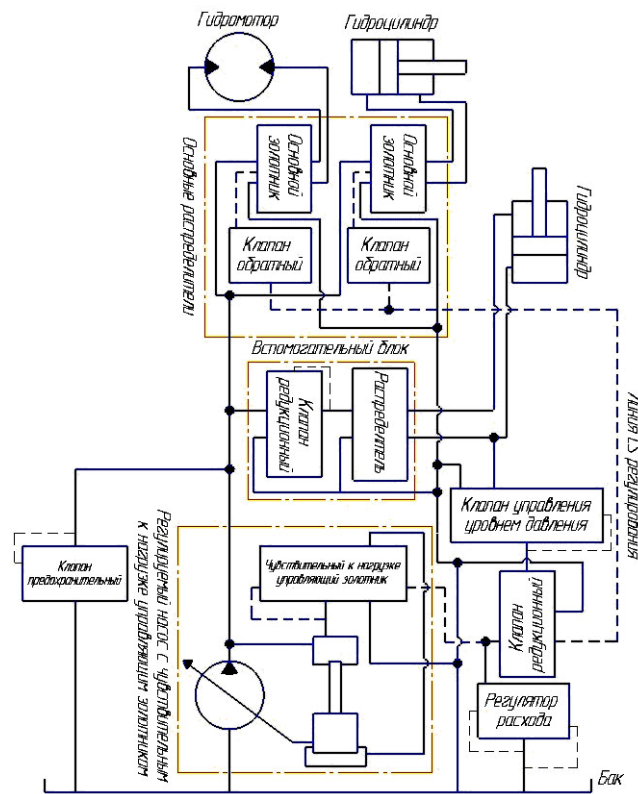 Гидромотор
Гидроцилиндр
Основные распределители
Основной
золотник
Основной
золотник
Клапан
обратный
Клапан
обратный
Гидроцилиндр
Вспомогательный блок
Клапан
редукционный
Распределитель
Линия LS регулирования
Клапан управления
уровнем давления
Регулируемый насос с чувствительным
к нагрузке управляющим золотником
Клапан
предохранительный
Чувствительный к нагрузке
управляющий золотник
Клапан
редукционный
Регулятор
расхода
Бак